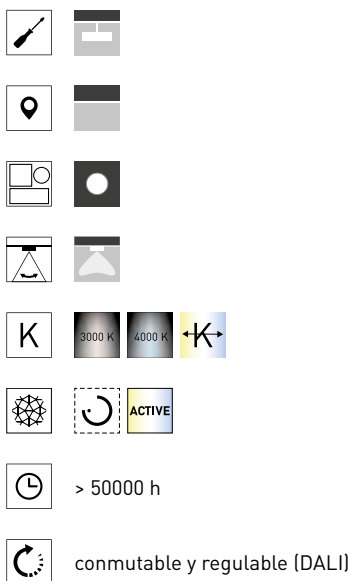 K 3000 K 4000 K K
ACTIVE
> 50000 h
conmutable y regulable (DALI)